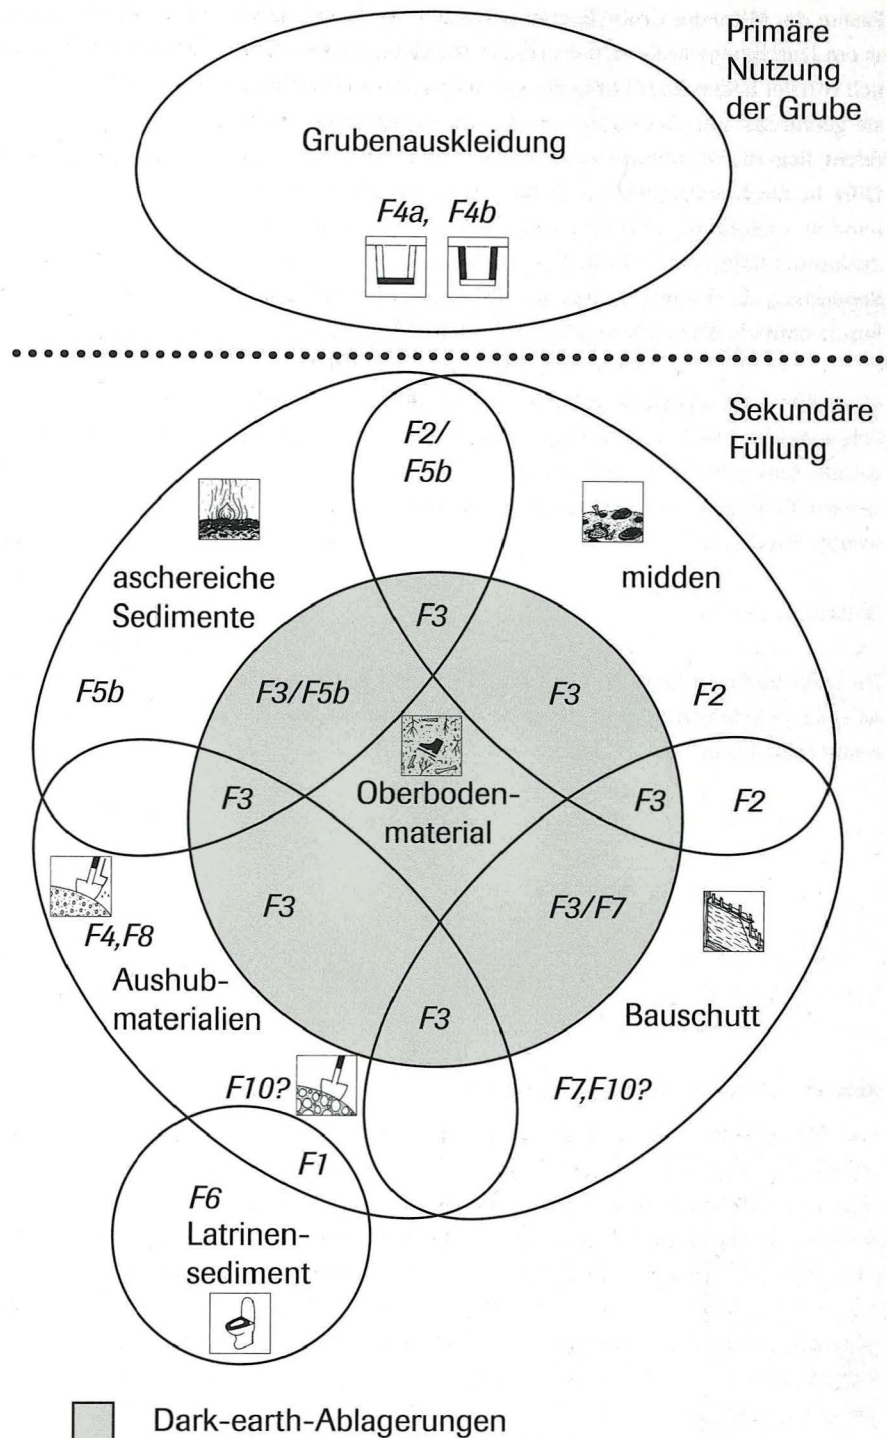 Primäre
Nutzung
der Grube
Grubenauskleidung
F4a, F4b
Sekundäre
Füllung
F2/
F5b
aschereiche
Sedimente
midden
F3
F5b
F3/F5b
F3
F2
F3
Oberboden-
material
F3
F2
F3
F3/F7
F4,F8
Aushub-
materialien
F3
Bauschutt
F10?
F7,F10?
F1
F6
Latrinen-
sediment
Dark-earth-Ablagerungen